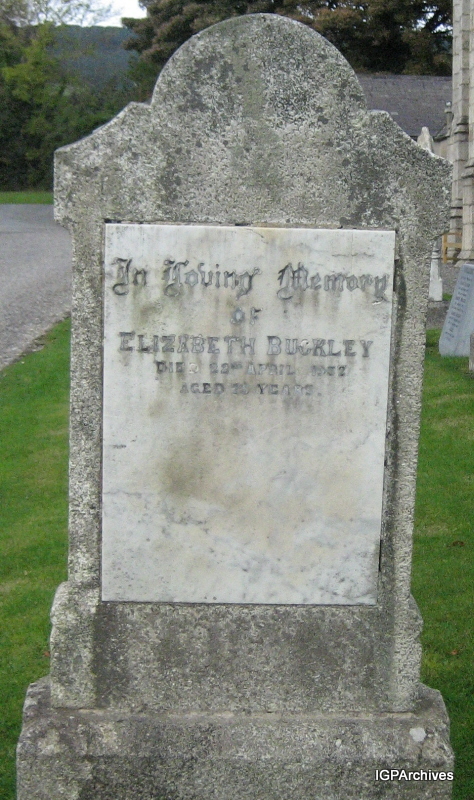 In Loving Memory
OF
ELIZABETH BUCKLEY
DIED APRIL
AGED YEARS.
IGPArchives